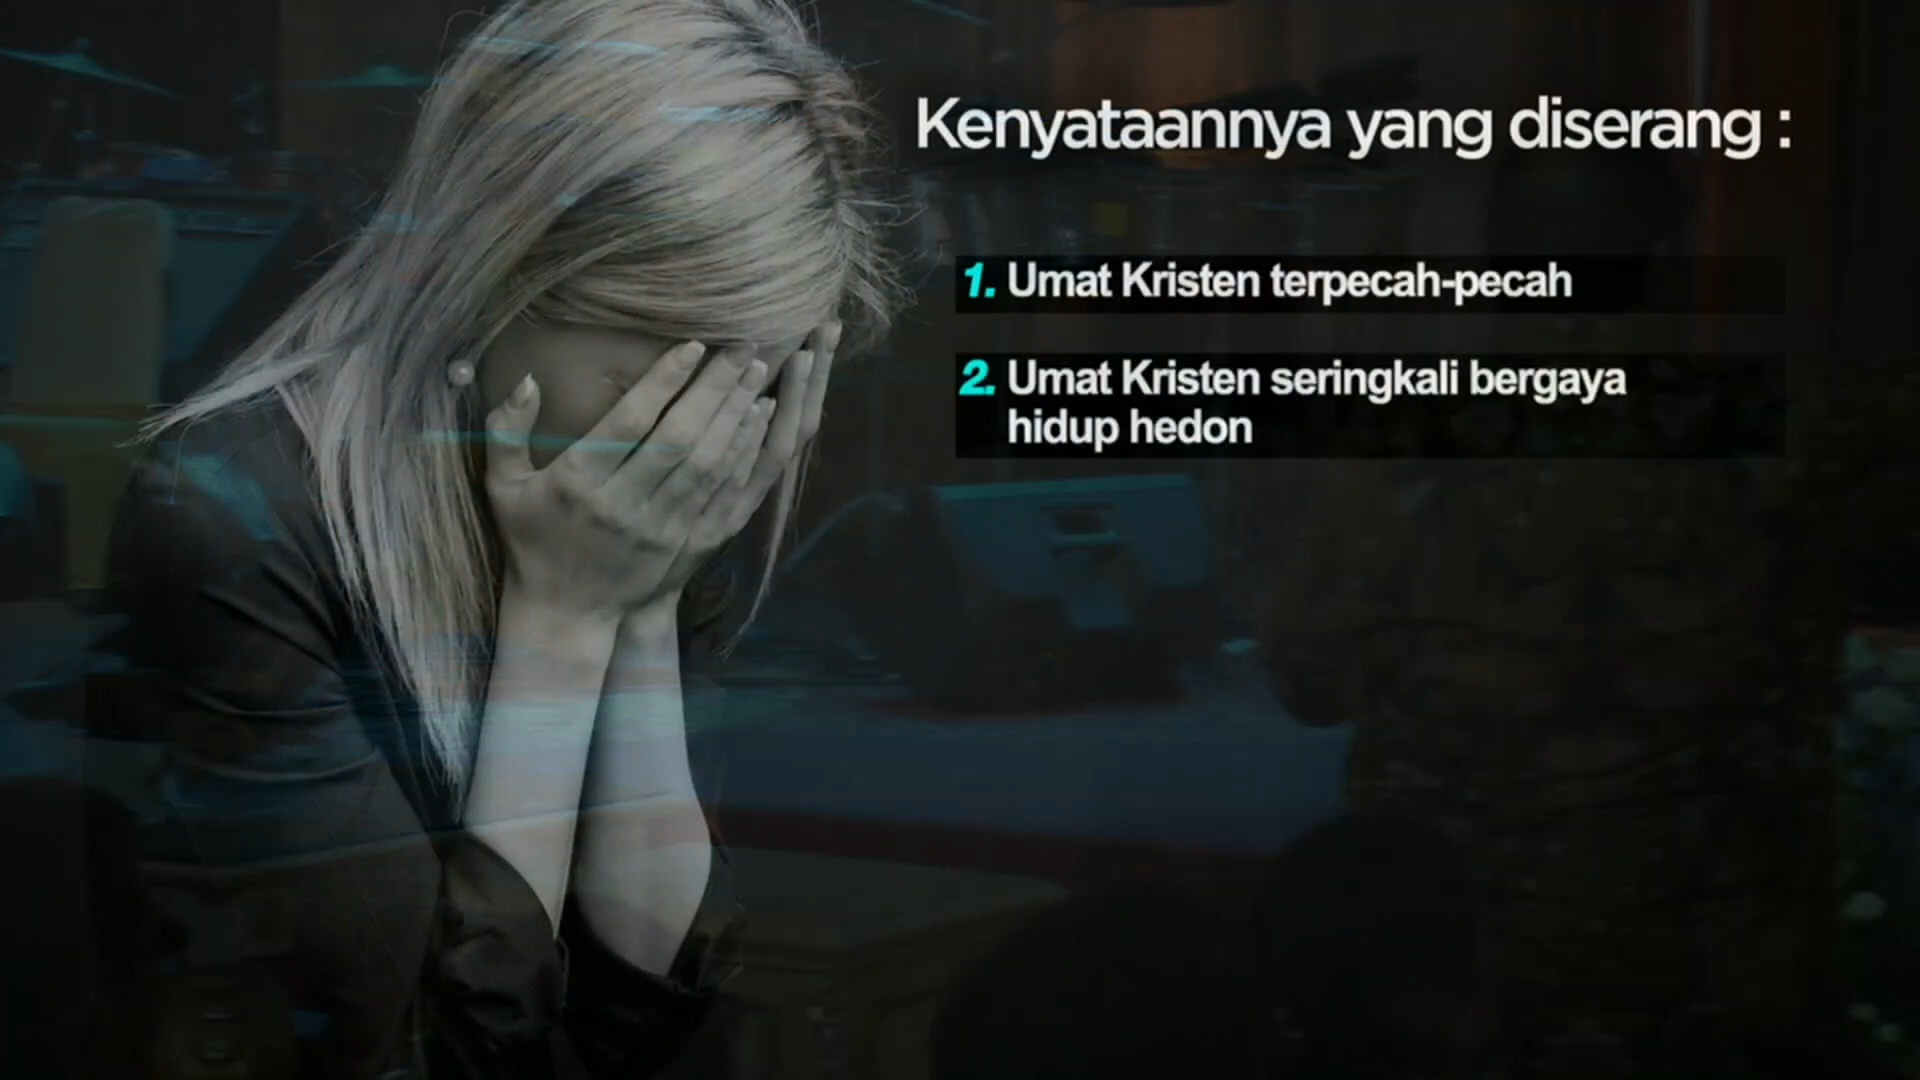 Kenyataannya yang diserang :
1. Umat Kristen terpecah-pecah
2. Umat Kristen seringkali bergaya
hidup hedon